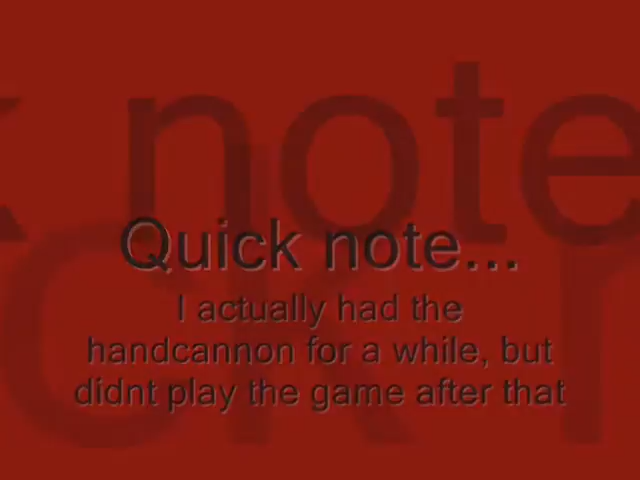 Quick note...
I actually had the
handcannon for a while, but
didnt play the game after that